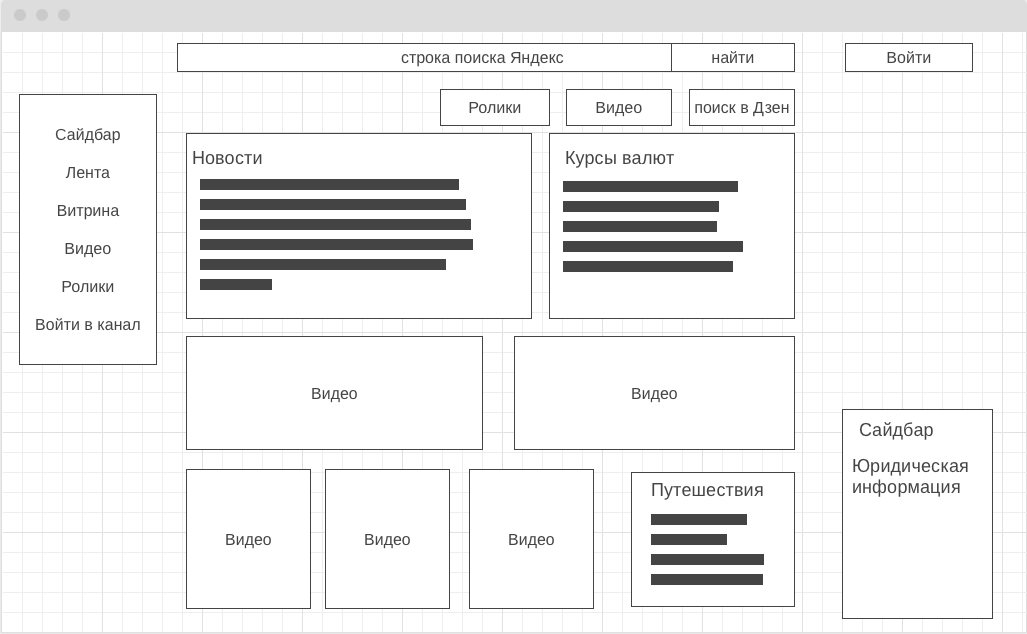 строка поиска Яндекс
найти
Войти
Ролики
Видео
поиск в Дзен
Сайдбар
Лента
Витрина
Видео
Ролики
Войти в канал
Новости
Курсы валют
Видео
Видео
Видео
Видео
Видео
Путешествия
Сайдбар
Юридическая
информация